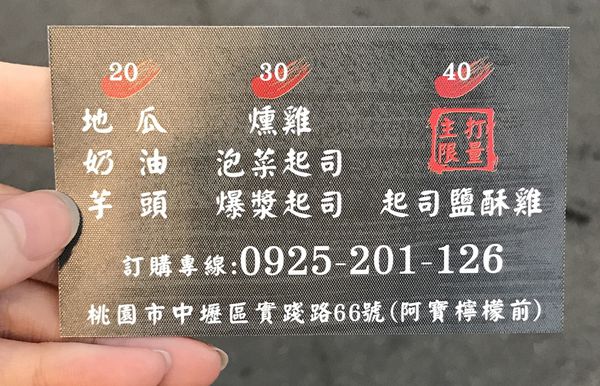 20 30 40
地瓜 燻雞 主打限量
奶油 泡菜起司
芋頭 爆漿起司 起司鹽酥雞
訂購專線:0925-201-126
桃園市中壢區實踐路66號(阿寶檸檬前)